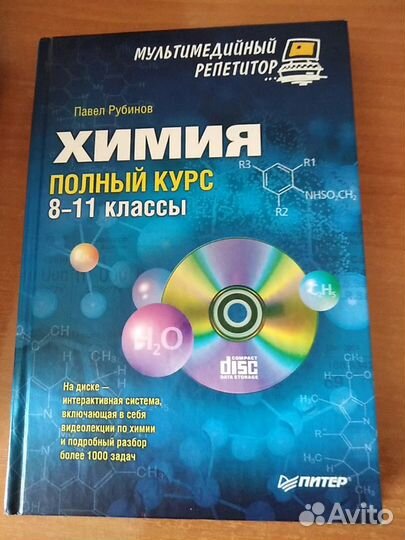 МУЛЬТИМЕДИЙНЫЙ
РЕПЕТИТОР
Павел Рубинов
ХИМИЯ
ПОЛНЫЙ КУРС
8–11 классы
R3
R1
NHSO₂CH₂
R2
C₂H₅
H₂O
COMPACT
disc
DATA STORAGE
На диске –
интерактивная система,
включающая в себя
видеолекции по химии
и подробный разбор
более 1000 задач
ПИТЕР
Avito